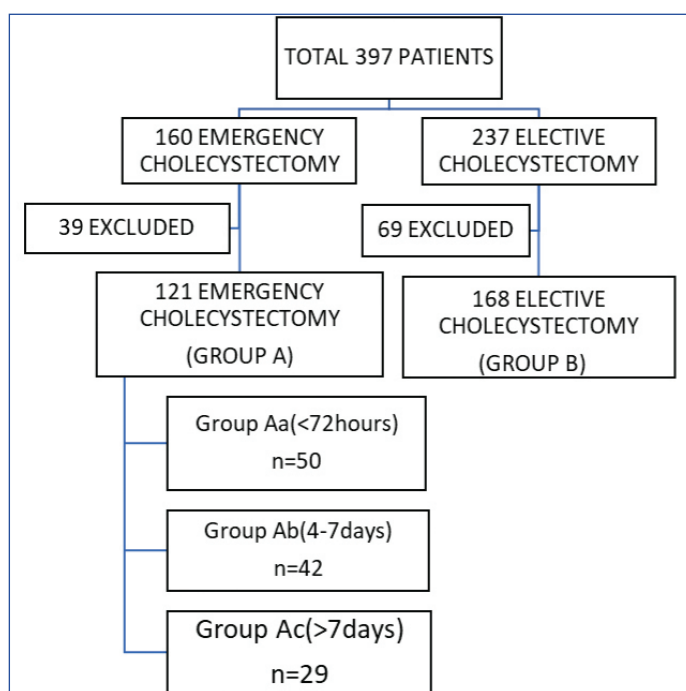 TOTAL 397 PATIENTS
160 EMERGENCY
CHOLECYSTECTOMY
237 ELECTIVE
CHOLECYSTECTOMY
39 EXCLUDED
69 EXCLUDED
121 EMERGENCY
CHOLECYSTECTOMY
(GROUP A)
168 ELECTIVE
CHOLECYSTECTOMY
(GROUP B)
Group Aa(<72hours)
n=50
Group Ab(4-7days)
n=42
Group Ac(>7days)
n=29